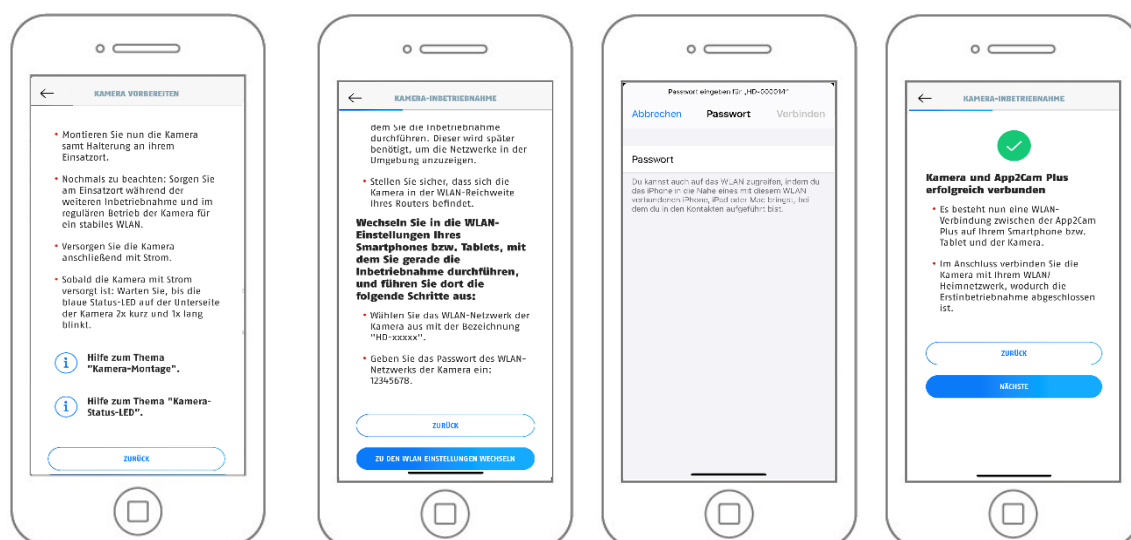 KAMERA VORBEREITEN
• Montieren Sie nun die Kamera
samt Halterung an ihrem
Einsatzort.
• Nochmals zu beachten: Sorgen Sie
am Einsatzort während der
weiteren Inbetriebnahme und im
regulären Betrieb der Kamera für
ein stabiles WLAN.
• Versorgen Sie die Kamera
anschließend mit Strom.
• Sobald die Kamera mit Strom
versorgt ist: Warten Sie, bis die
blaue Status-LED auf der Unterseite
der Kamera 2x kurz und 1x lang
blinkt.
Hilfe zum Thema
"Kamera-Montage".
Hilfe zum Thema "Kamera-
Status-LED".
ZURÜCK
KAMERA-INBETRIEBNAHME
dem Sie die Inbetriebnahme
durchführen. Dieser wird später
benötigt, um die Netzwerke in der
Umgebung anzuzeigen.
• Stellen Sie sicher, dass sich die
Kamera in der WLAN-Reichweite
Ihres Routers befindet.
Wechseln Sie in die WLAN-
Einstellungen Ihres
Smartphones bzw. Tablets, mit
dem Sie gerade die
Inbetriebnahme durchführen,
und führen Sie dort die
folgende Schritte aus:
• Wählen Sie das WLAN-Netzwerk der
Kamera aus mit der Bezeichnung
"HD-xxxxx".
• Geben Sie das Passwort des WLAN-
Netzwerks der Kamera ein:
12345678.
ZURÜCK
ZU DEN WLAN EINSTELLUNGEN WECHSELN
Passwort eingeben für „HD-000014“
Abbrechen Passwort Verbinden
Passwort
Du kannst auch auf das WLAN zugreifen, indem du
das iPhone in die Nähe eines mit diesem WLAN
verbundenen iPhone, iPad oder Mac bringst, bei
dem du in den Kontakten aufgeführt bist.
KAMERA-INBETRIEBNAHME
Kamera und App2Cam Plus
erfolgreich verbunden
• Es besteht nun eine WLAN-
Verbindung zwischen der App2Cam
Plus auf Ihrem Smartphone bzw.
Tablet und der Kamera.
• Im Anschluss verbinden Sie die
Kamera mit Ihrem WLAN/
Heimnetzwerk, wodurch die
Erstinbetriebnahme abgeschlossen
ist.
ZURÜCK
NÄCHSTE